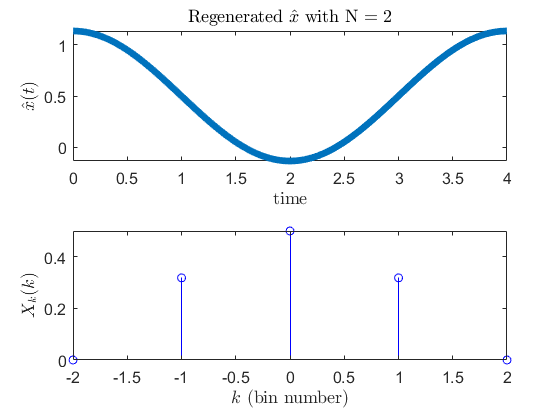 Regenerated x̂ with N = 2
1
0.5
0
x̂(t)
0 0.5 1 1.5 2 2.5 3 3.5 4
time
0.4
0.2
0
X_k(k)
-2 -1.5 -1 -0.5 0 0.5 1 1.5 2
k (bin number)